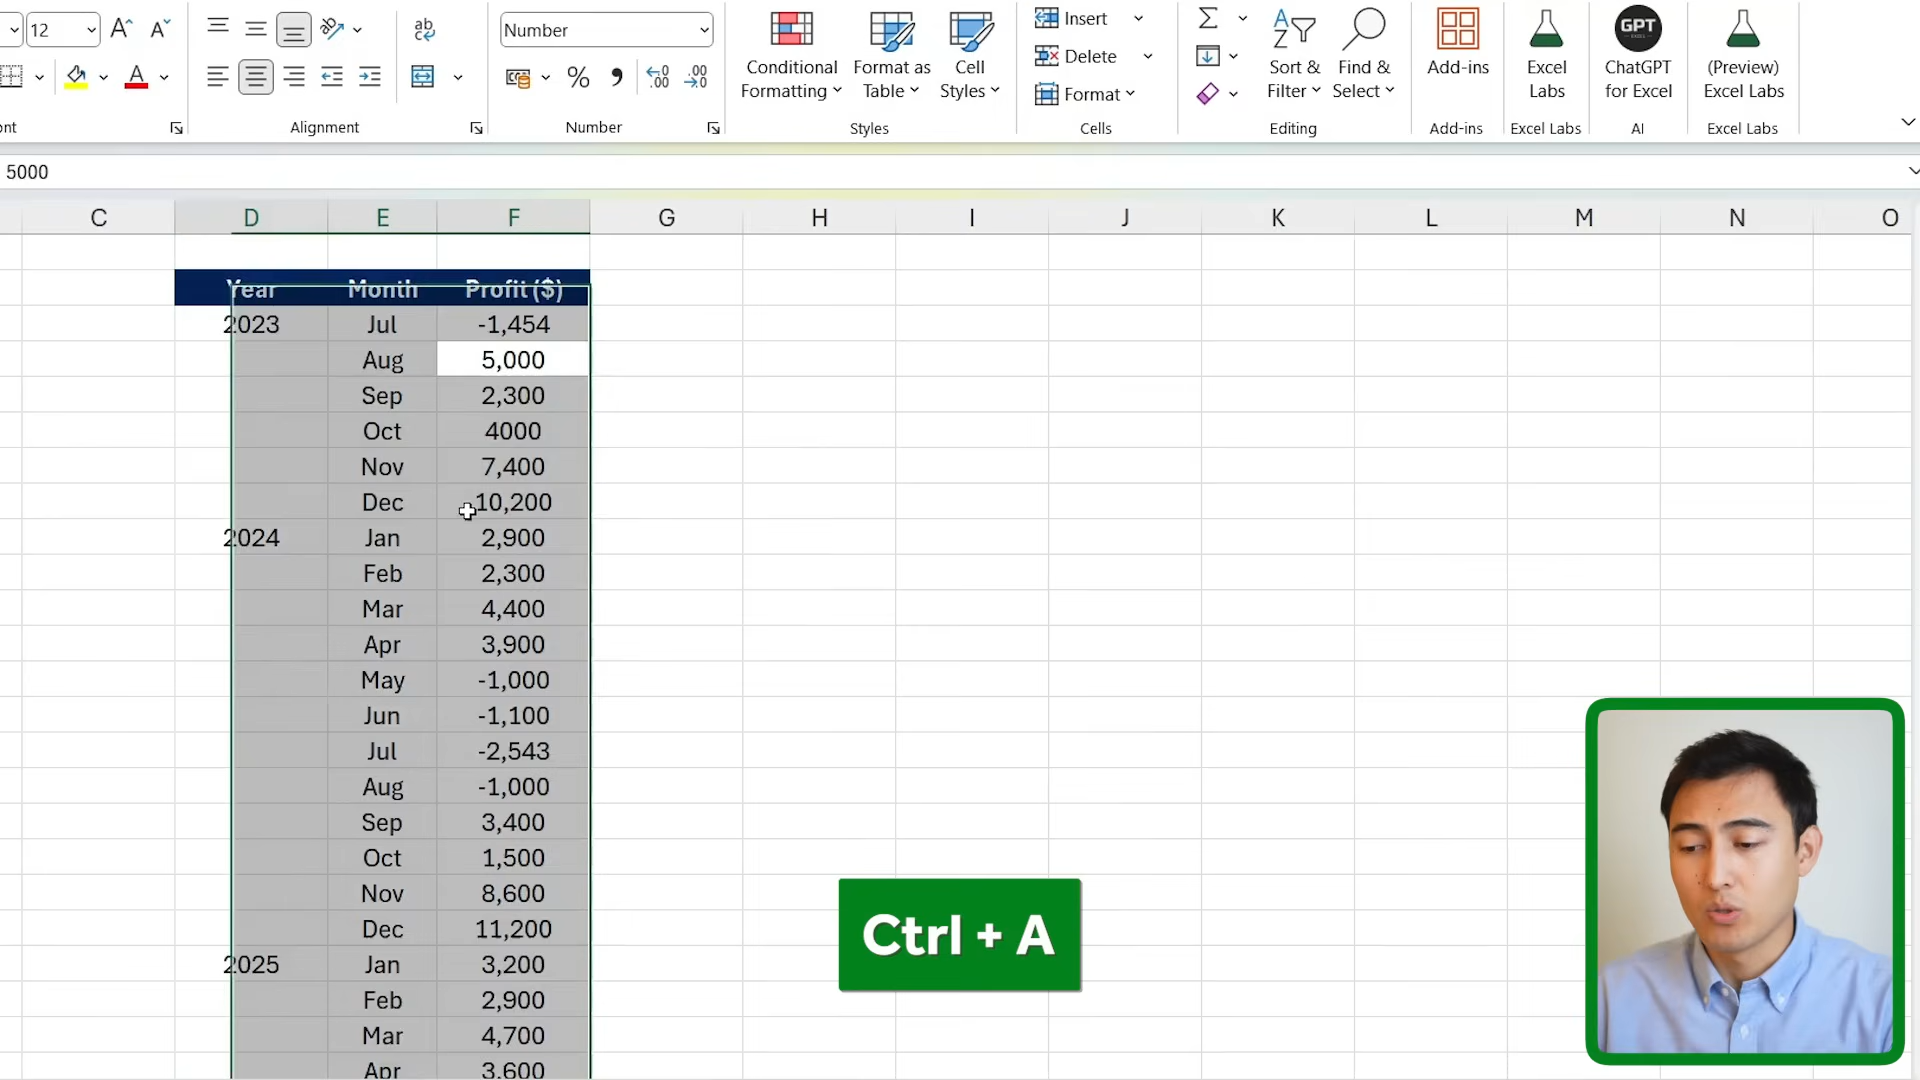 12
Number
Insert
Delete
Format
Conditional Formatting
Format as Table
Cell Styles
Sort & Filter
Find & Select
Add-ins
Excel Labs
GPT
ChatGPT for Excel
(Preview) Excel Labs
nt
Alignment
Number
Styles
Cells
Editing
Add-ins
Excel Labs
AI
Excel Labs
5000
C D E F G H I J K L M N O
Year Month Profit ($)
2023 Jul -1,454
Aug 5,000
Sep 2,300
Oct 4000
Nov 7,400
Dec 10,200
2024 Jan 2,900
Feb 2,300
Mar 4,400
Apr 3,900
May -1,000
Jun -1,100
Jul -2,543
Aug -1,000
Sep 3,400
Oct 1,500
Nov 8,600
Dec 11,200
2025 Jan 3,200
Feb 2,900
Mar 4,700
Apr 3,600
Ctrl + A